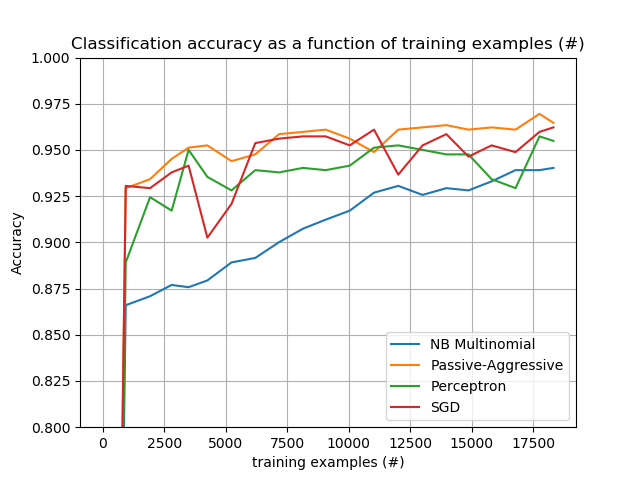 Classification accuracy as a function of training examples (#)
1.000
0.975
0.950
0.925
0.900
0.875
0.850
0.825
0.800
Accuracy
NB Multinomial
Passive-Aggressive
Perceptron
SGD
0 2500 5000 7500 10000 12500 15000 17500
training examples (#)